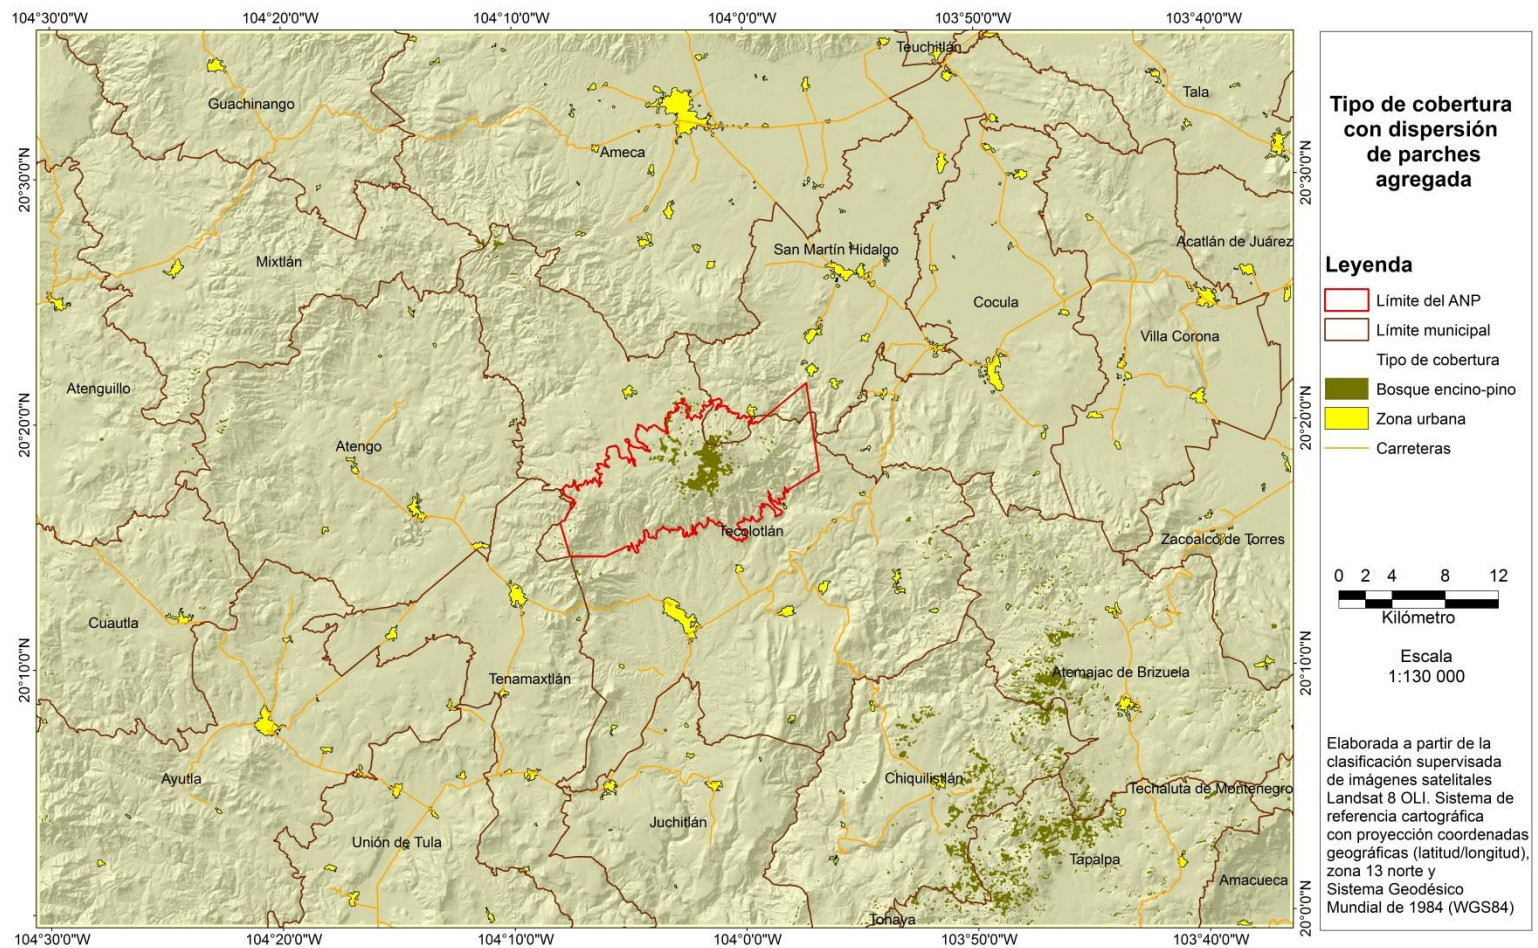 104°30'0"W 104°20'0"W 104°10'0"W 104°0'0"W 103°50'0"W 103°40'0"W
Teuchitlán
Tala
Guachinango
Ameca
20°30'0"N
20°30'0"N
San Martín Hidalgo
Acatlán de Juárez
Mixtlán
Cocula
Villa Corona
Atenguillo
20°20'0"N
20°20'0"N
Atengo
Tecolotlán
Zacoalco de Torres
Cuautla
20°10'0"N
20°10'0"N
Tenamaxtlán
Atemajac de Brizuela
Ayutla
Chiquilistlán
Techaluta de Montenegro
Juchitlán
Unión de Tula
Tapalpa
Amacueca
20°0'0"N
20°0'0"N
Tonaya
104°30'0"W 104°20'0"W 104°10'0"W 104°0'0"W 103°50'0"W 103°40'0"W
Tipo de cobertura
con dispersión
de parches
agregada
Leyenda
Límite del ANP
Límite municipal
Tipo de cobertura
Bosque encino-pino
Zona urbana
Carreteras
0 2 4 8 12
Kilómetro
Escala
1:130 000
Elaborada a partir de la
clasificación supervisada
de imágenes satelitales
Landsat 8 OLI. Sistema de
referencia cartográfica
con proyección coordenadas
geográficas (latitud/longitud),
zona 13 norte y
Sistema Geodésico
Mundial de 1984 (WGS84)